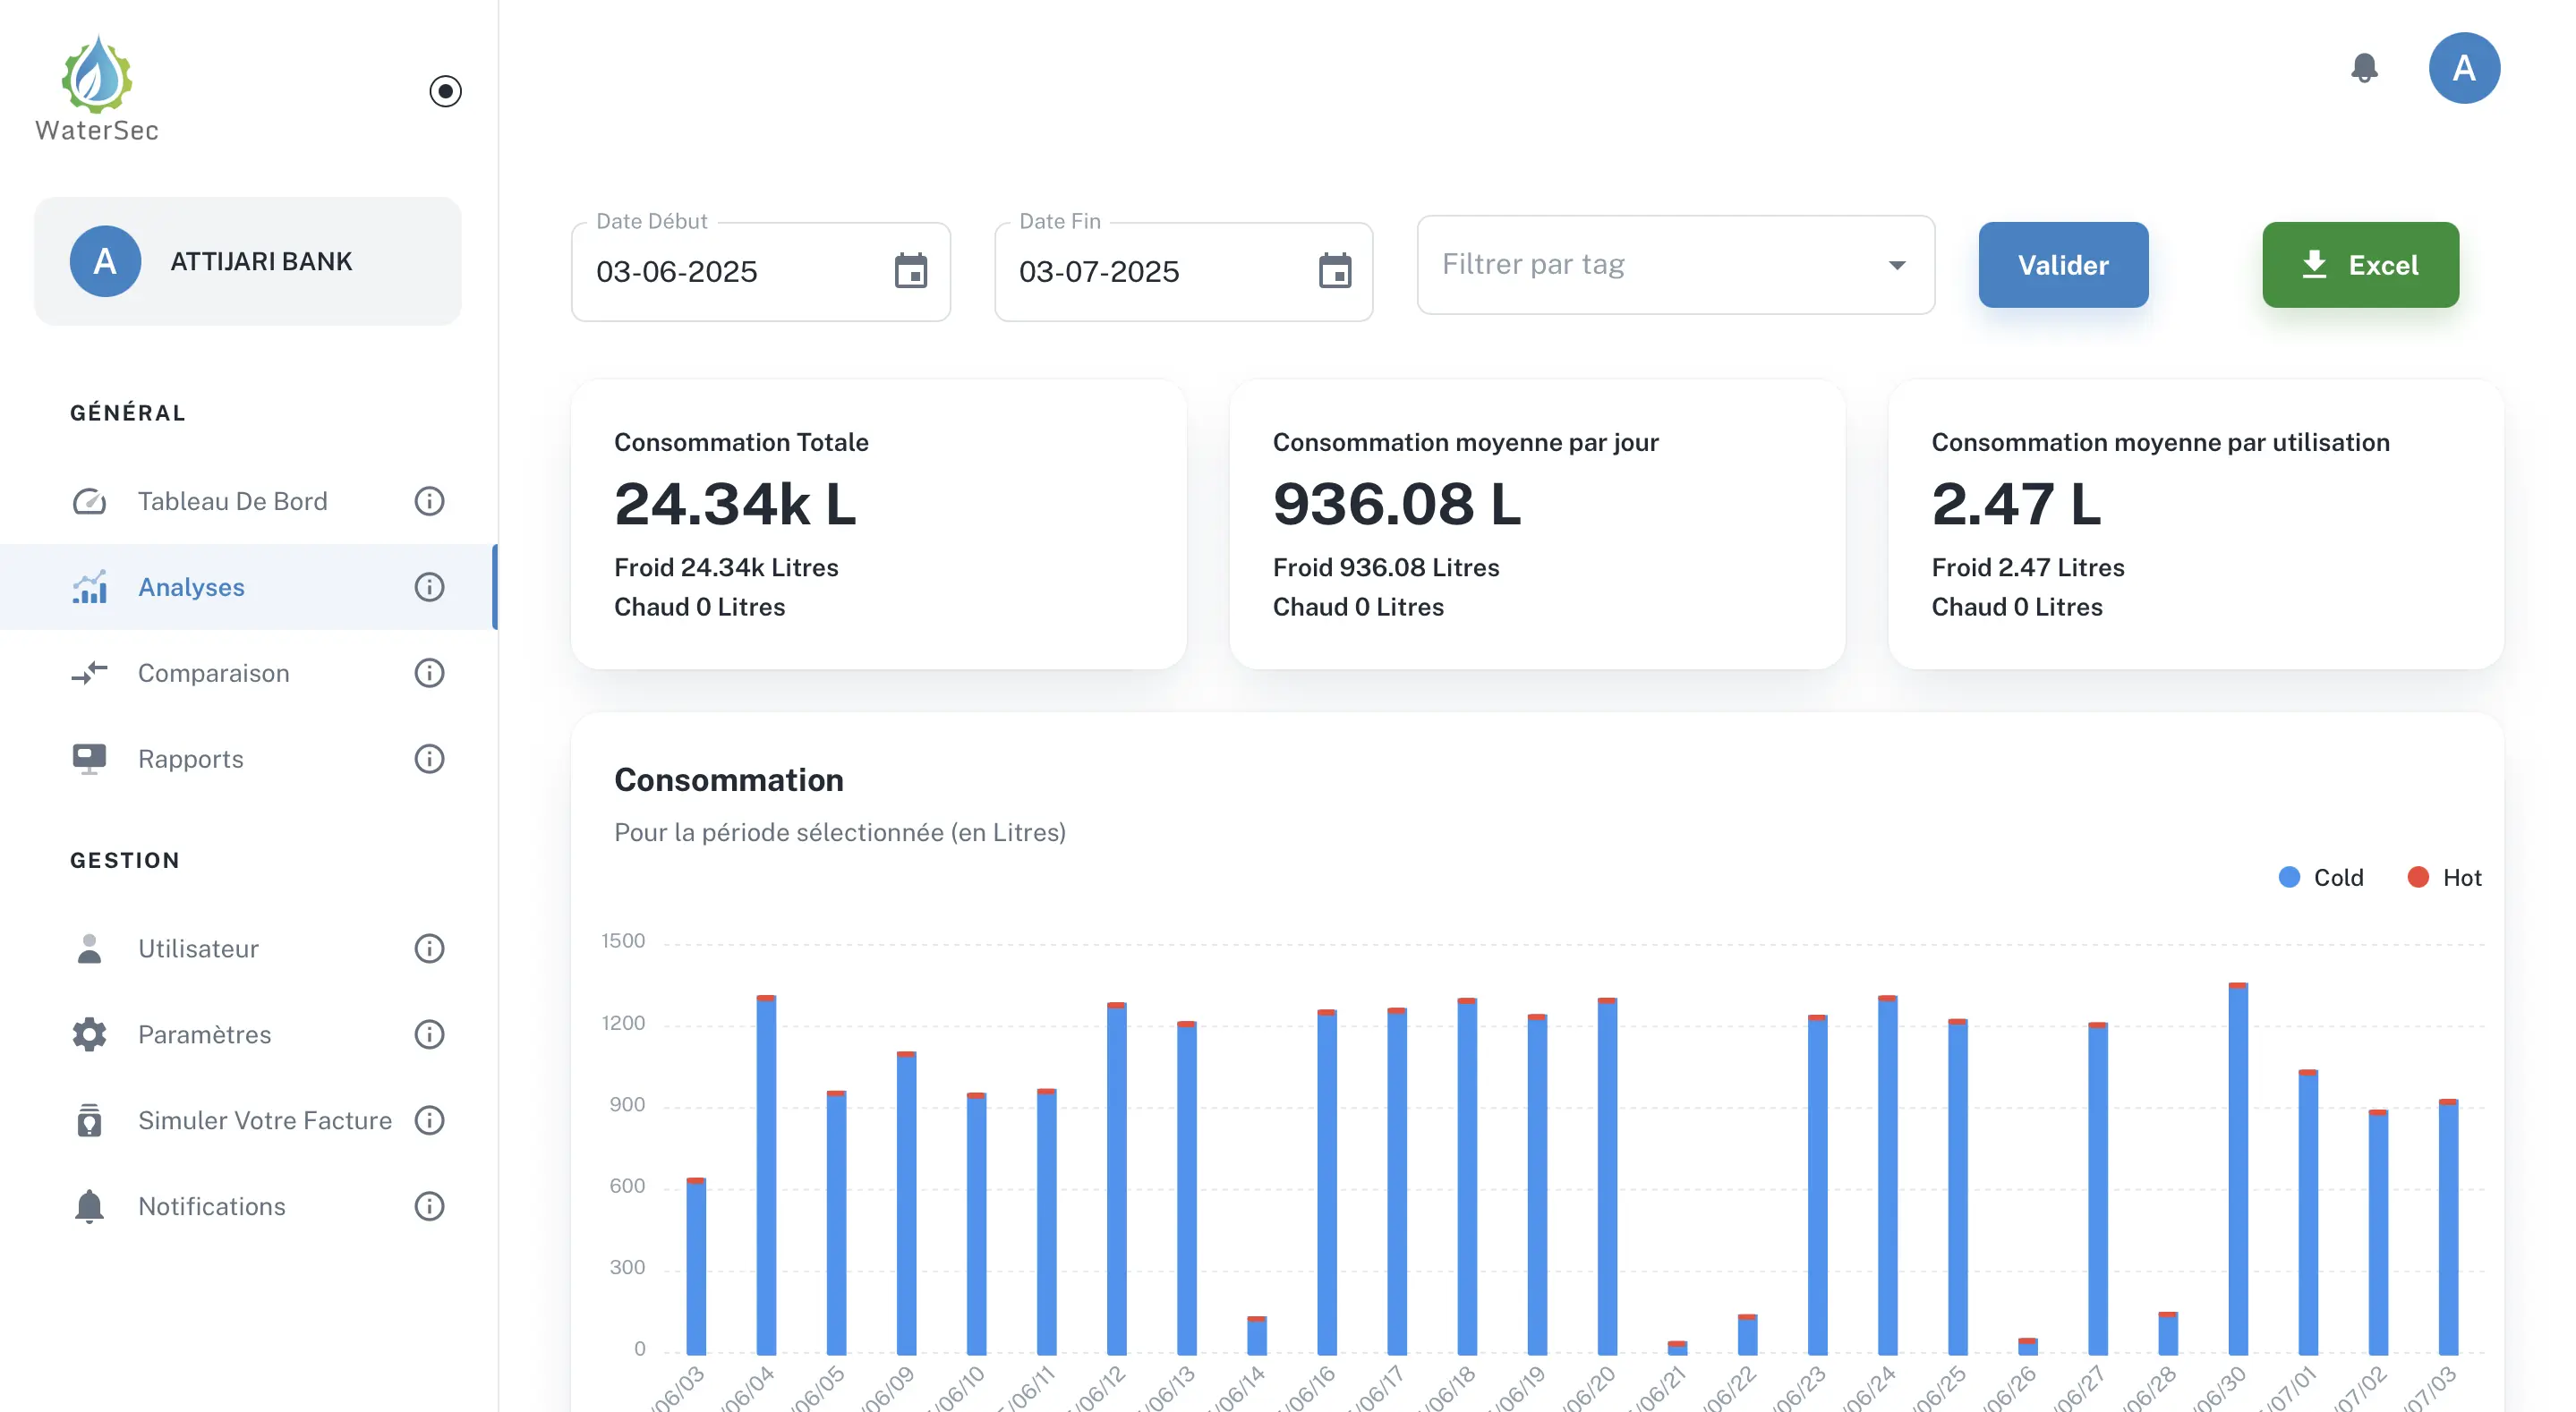 WaterSec
A
A
ATTIJARI BANK
GÉNÉRAL
Tableau De Bord
Analyses
Comparaison
Rapports
GESTION
Utilisateur
Paramètres
Simuler Votre Facture
Notifications
Date Début
03-06-2025
Date Fin
03-07-2025
Filtrer par tag
Valider
Excel
Consommation Totale
24.34k L
Froid 24.34k Litres
Chaud 0 Litres
Consommation moyenne par jour
936.08 L
Froid 936.08 Litres
Chaud 0 Litres
Consommation moyenne par utilisation
2.47 L
Froid 2.47 Litres
Chaud 0 Litres
Consommation
Pour la période sélectionnée (en Litres)
Cold
Hot
1500
1200
900
600
300
0
/06/03
/06/04
/06/05
/06/09
/06/10
/06/11
/06/12
/06/13
/06/14
/06/16
/06/17
/06/18
/06/19
/06/20
/06/21
/06/22
/06/23
/06/24
/06/25
/06/26
/06/27
/06/28
/06/30
/07/01
/07/02
/07/03